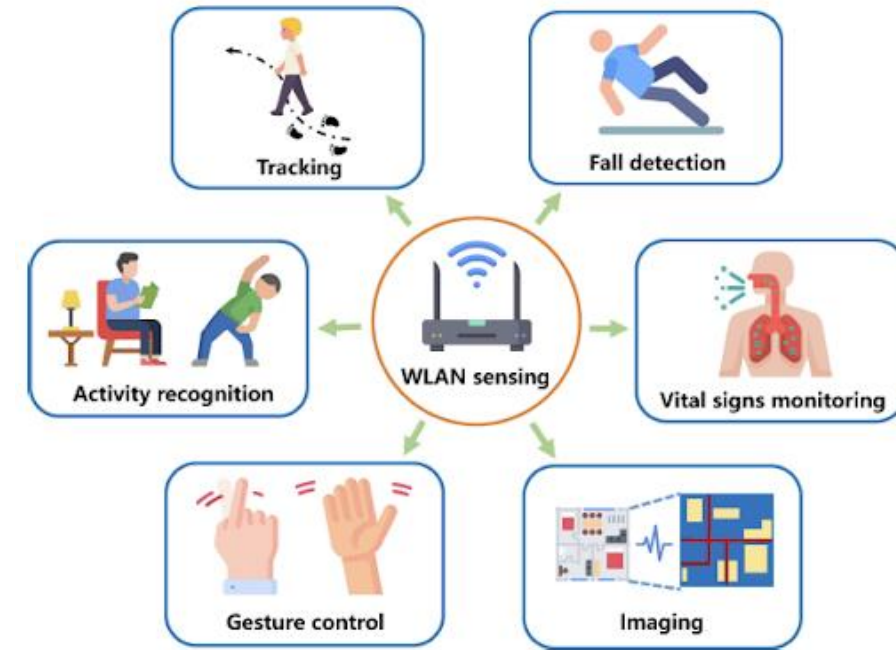 Tracking
Fall detection
Activity recognition
WLAN sensing
Vital signs monitoring
Gesture control
Imaging